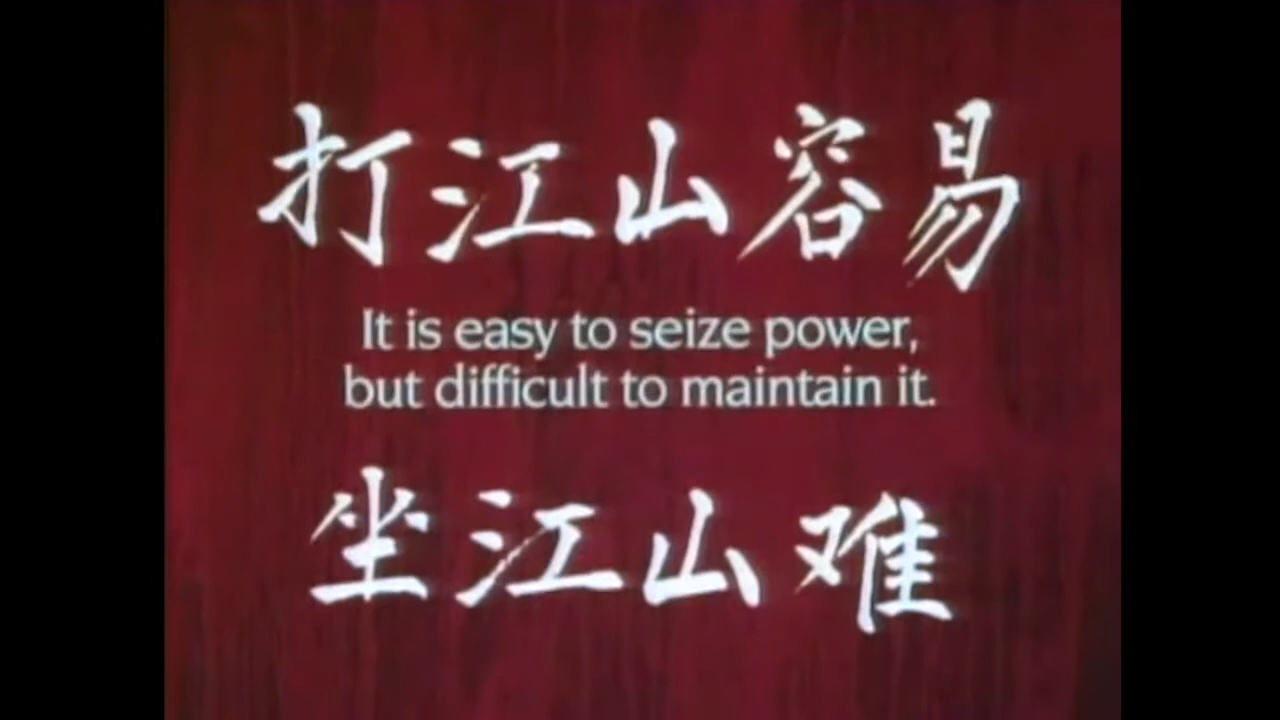 打江山容易
It is easy to seize power,
but difficult to maintain it.
坐江山难